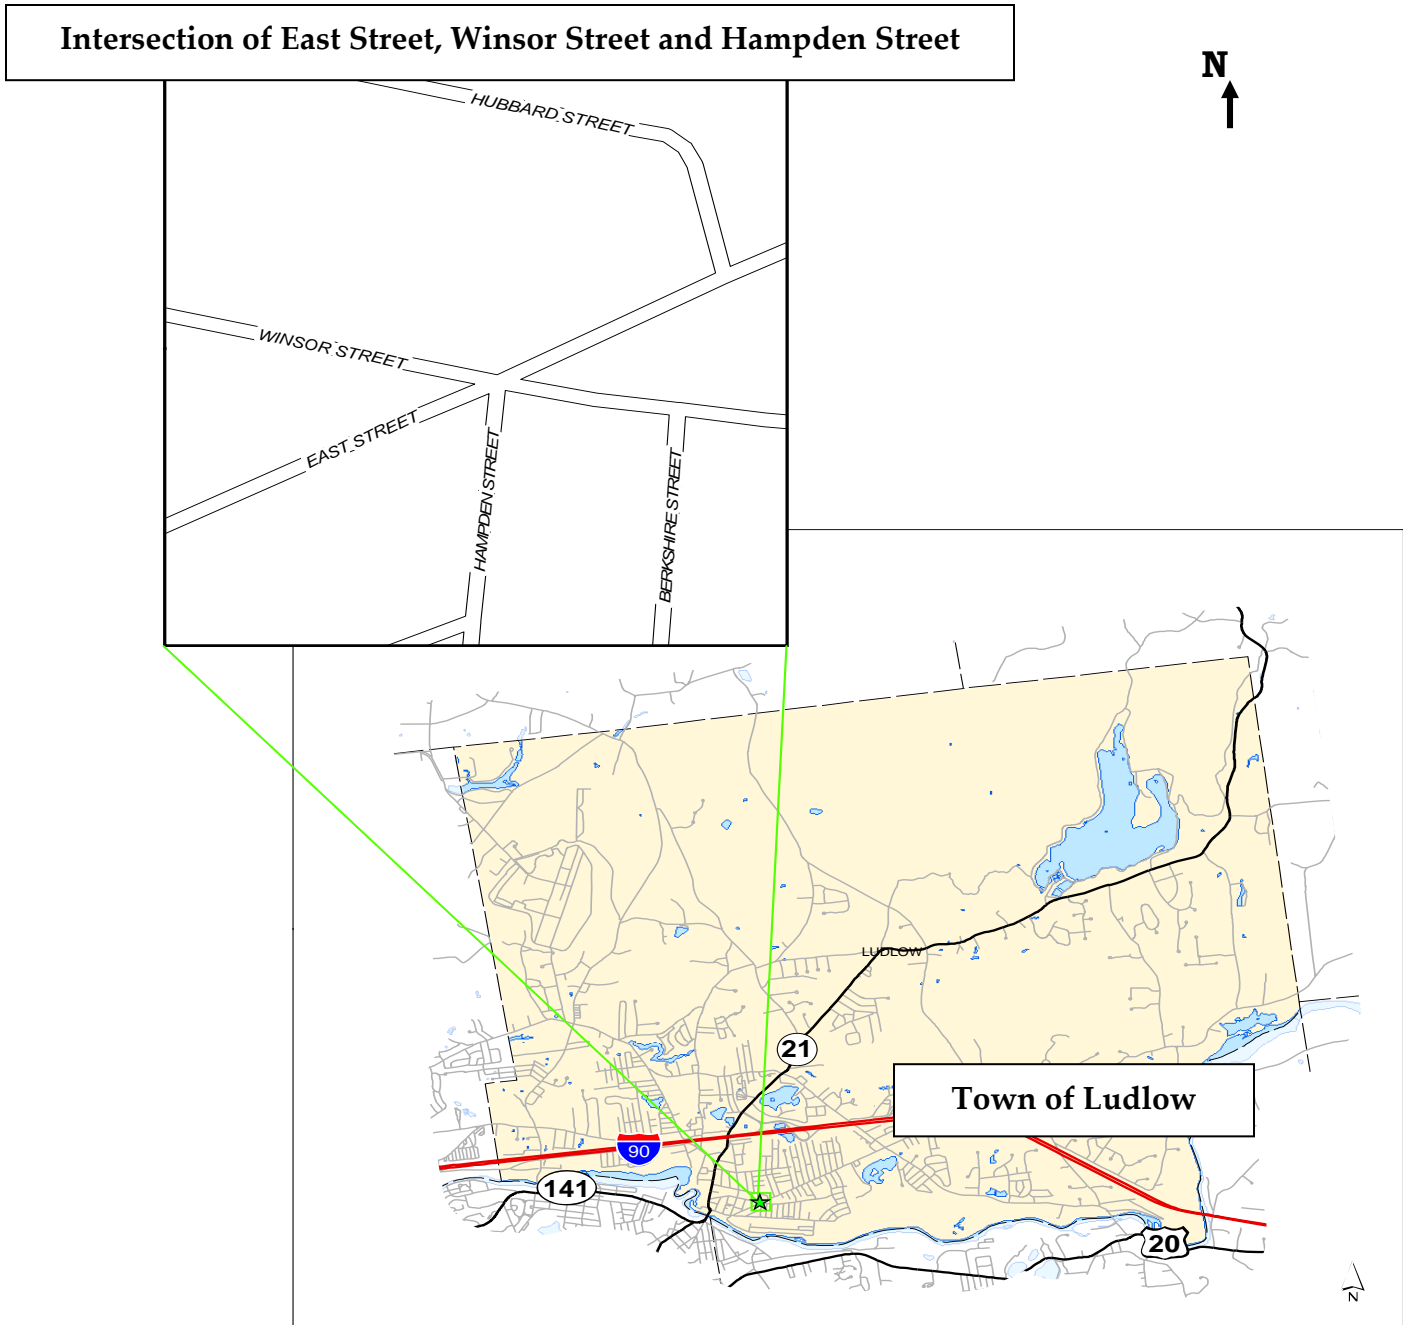 Intersection of East Street, Winsor Street and Hampden Street
N
HUBBARD STREET
WINSOR STREET
EAST STREET
HAMPDEN STREET
BERKSHIRE STREET
LUDLOW
21
Town of Ludlow
90
141
20
N